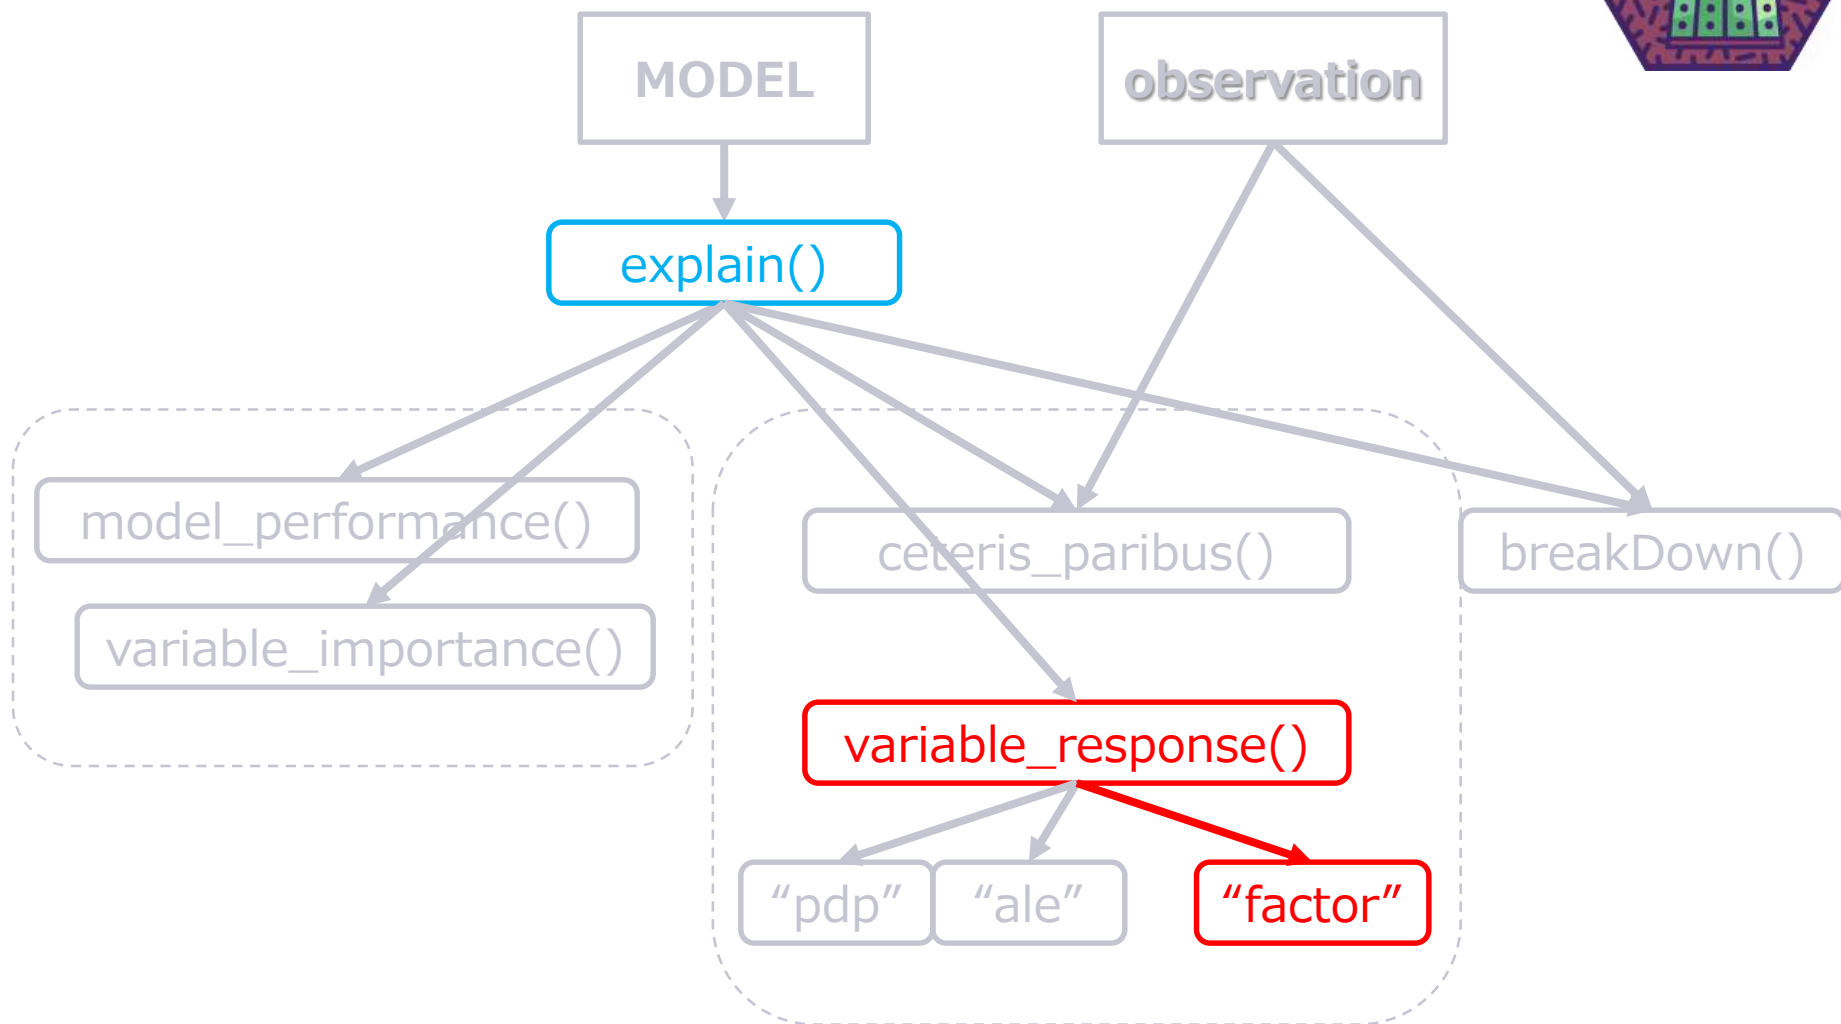 MODEL
observation
explain()
model_performance()
ceteris_paribus()
breakDown()
variable_importance()
variable_response()
“pdp”
“ale”
“factor”